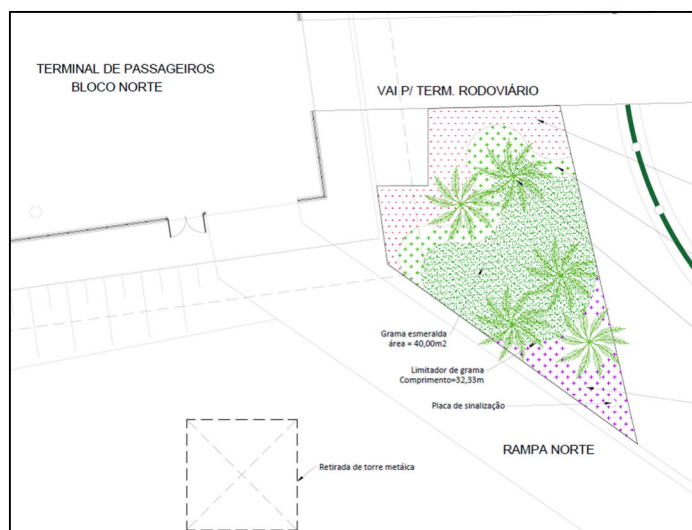 TERMINAL DE PASSAGEIROS
BLOCO NORTE
VAI P/ TERM. RODOVIÁRIO
Grama esmeralda
área = 40,00m2
Limitador de grama
Comprimento=32,33m
Placa de sinalização
RAMPA NORTE
Retirada de torre metáica